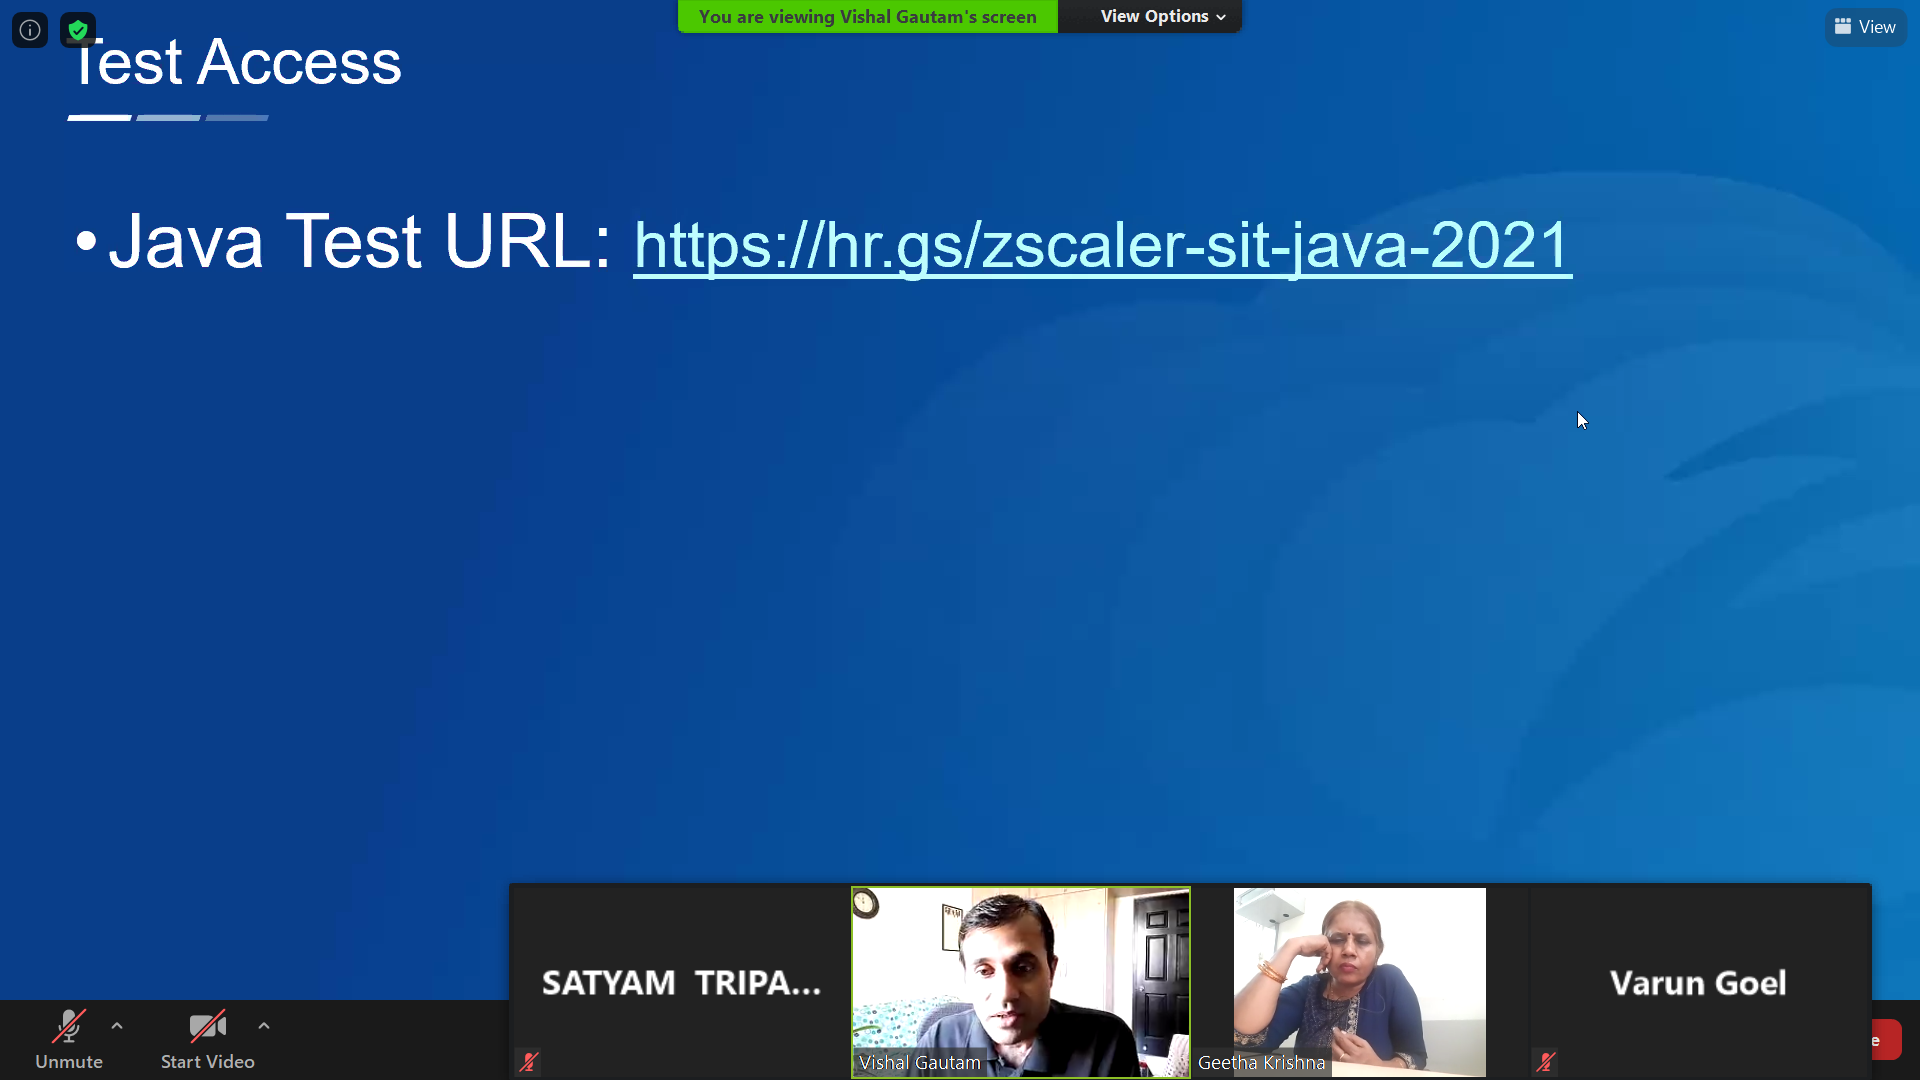 You are viewing Vishal Gautam's screen
View Options
View
Test Access
•Java Test URL: https://hr.gs/zscaler-sit-java-2021
SATYAM TRIPA...
Vishal Gautam
Geetha Krishna
Varun Goel
Unmute
Start Video
e